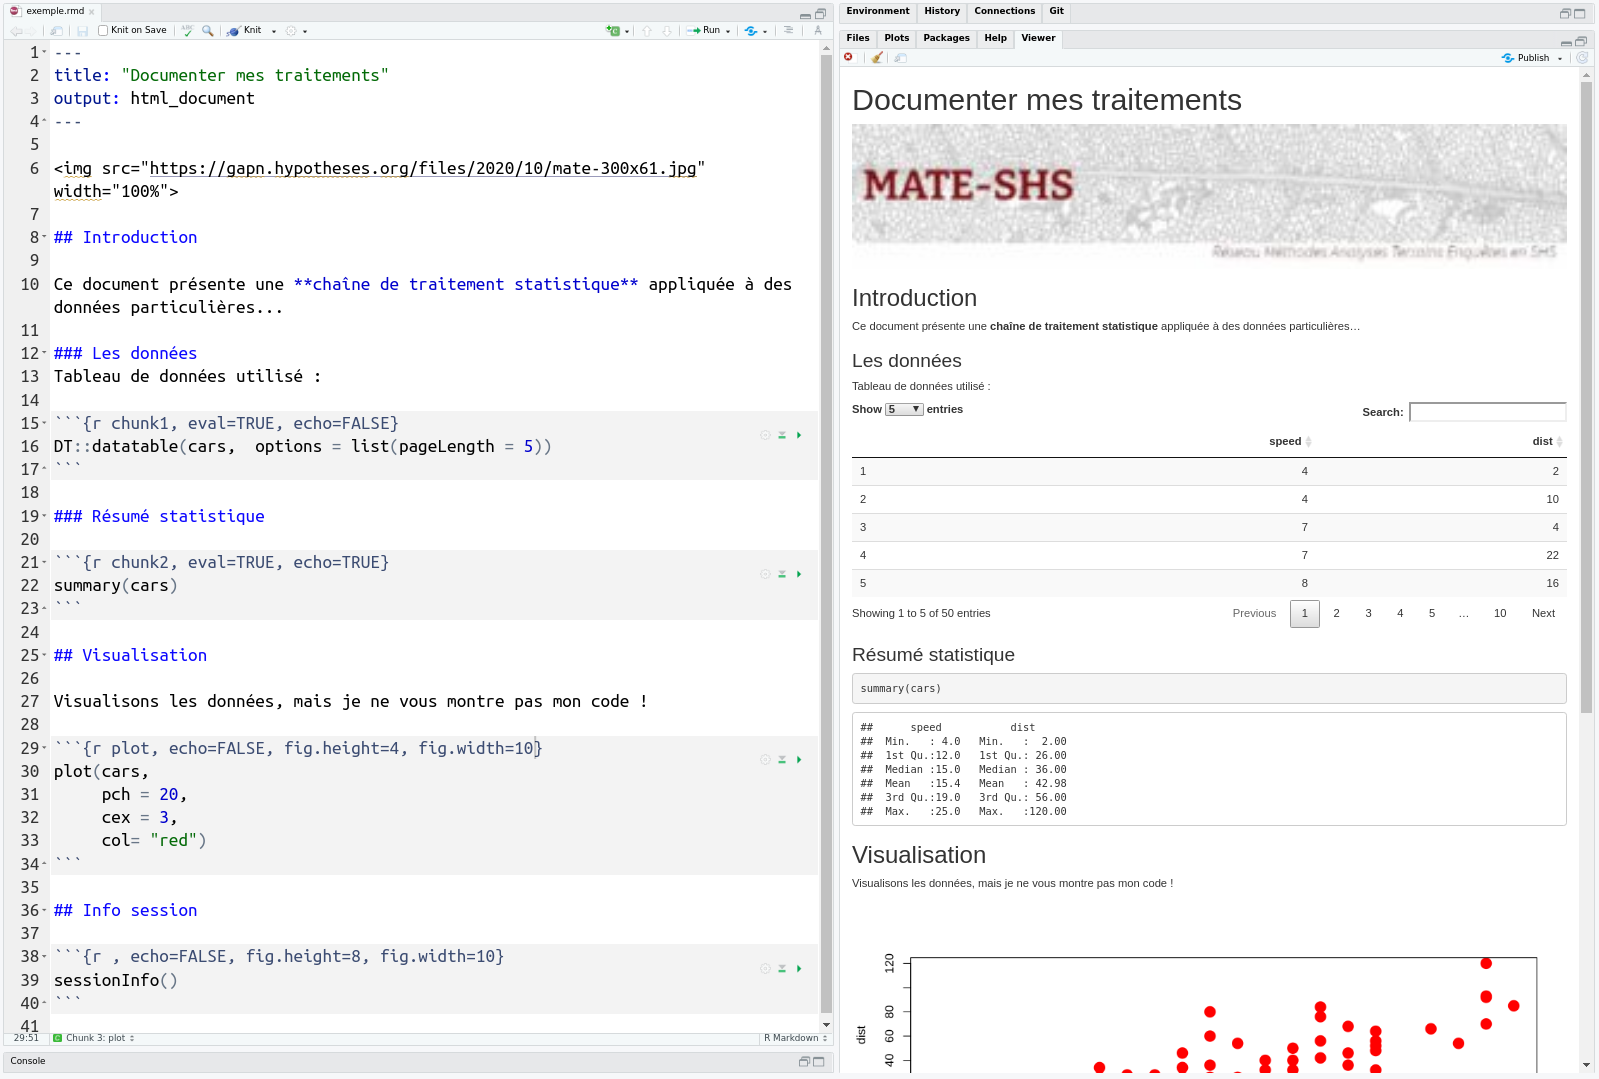 exemple.rmd
Knit on Save
Knit
Run
1 ---
2 title: "Documenter mes traitements"
3 output: html_document
4 ---
5
6 <img src="https://gapn.hypotheses.org/files/2020/10/mate-300x61.jpg"
width="100%">
7
8 ## Introduction
9
10 Ce document présente une **chaîne de traitement statistique** appliquée à des
données particulières...
11
12 ### Les données
13 Tableau de données utilisé :
14
15 ```{r chunk1, eval=TRUE, echo=FALSE}
16 DT::datatable(cars,  options = list(pageLength = 5))
17 ```
18
19 ### Résumé statistique
20
21 ```{r chunk2, eval=TRUE, echo=TRUE}
22 summary(cars)
23 ```
24
25 ## Visualisation
26
27 Visualisons les données, mais je ne vous montre pas mon code !
28
29 ```{r plot, echo=FALSE, fig.height=4, fig.width=10}
30 plot(cars,
31      pch = 20,
32      cex = 3,
33      col= "red")
34 ```
35
36 ## Info session
37
38 ```{r , echo=FALSE, fig.height=8, fig.width=10}
39 sessionInfo()
40 ```
41
29:51 Chunk 3: plot R Markdown
Console
Environment History Connections Git
Files Plots Packages Help Viewer
Publish
Documenter mes traitements
MATE-SHS
Réseau Méthodes Analyses Terrains Enquêtes en SHS
Introduction
Ce document présente une chaîne de traitement statistique appliquée à des données particulières…
Les données
Tableau de données utilisé :
Show 5 entries Search:
speed dist
1 4 2
2 4 10
3 7 4
4 7 22
5 8 16
Showing 1 to 5 of 50 entries Previous 1 2 3 4 5 … 10 Next
Résumé statistique
summary(cars)
##      speed           dist
##  Min.   : 4.0   Min.   :  2.00
##  1st Qu.:12.0   1st Qu.: 26.00
##  Median :15.0   Median : 36.00
##  Mean   :15.4   Mean   : 42.98
##  3rd Qu.:19.0   3rd Qu.: 56.00
##  Max.   :25.0   Max.   :120.00
Visualisation
Visualisons les données, mais je ne vous montre pas mon code !
120
80
60
40
dist